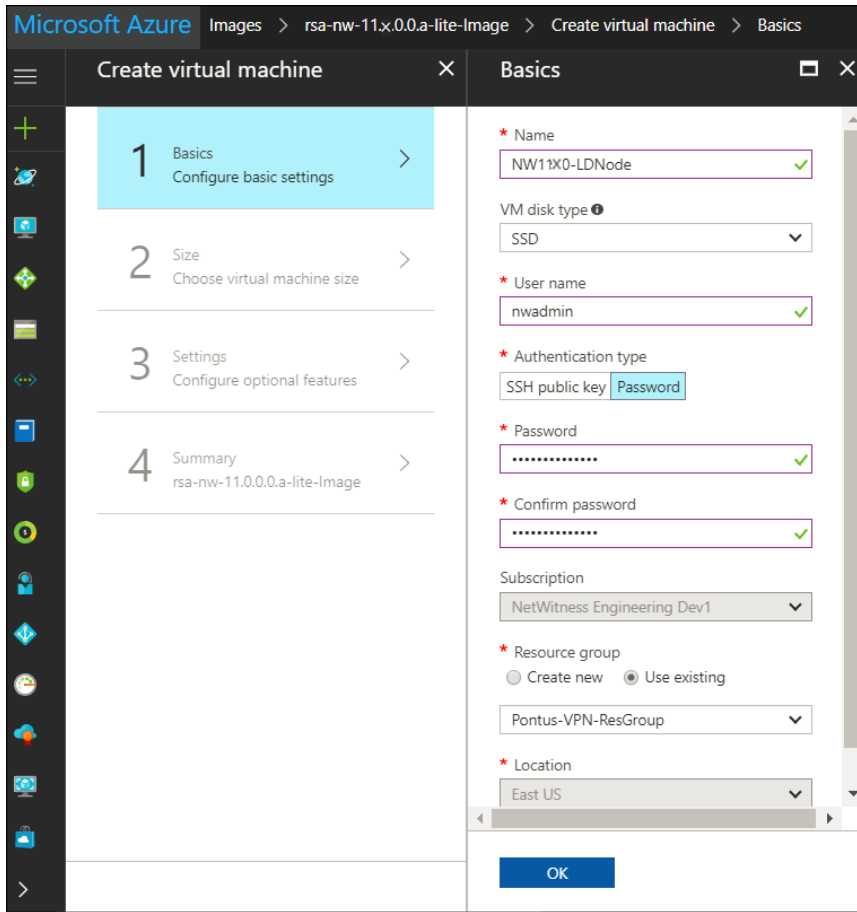 Microsoft Azure Images > rsa-nw-11.x.0.0.a-lite-Image > Create virtual machine > Basics
Create virtual machine
1
Basics
Configure basic settings
2
Size
Choose virtual machine size
3
Settings
Configure optional features
4
Summary
rsa-nw-11.0.0.0.a-lite-Image
Basics
* Name
NW11X0-LDNode
VM disk type
SSD
* User name
nwadmin
* Authentication type
SSH public key Password
* Password
••••••••••••••
* Confirm password
••••••••••••••
Subscription
NetWitness Engineering Dev1
* Resource group
Create new Use existing
Pontus-VPN-ResGroup
* Location
East US
OK